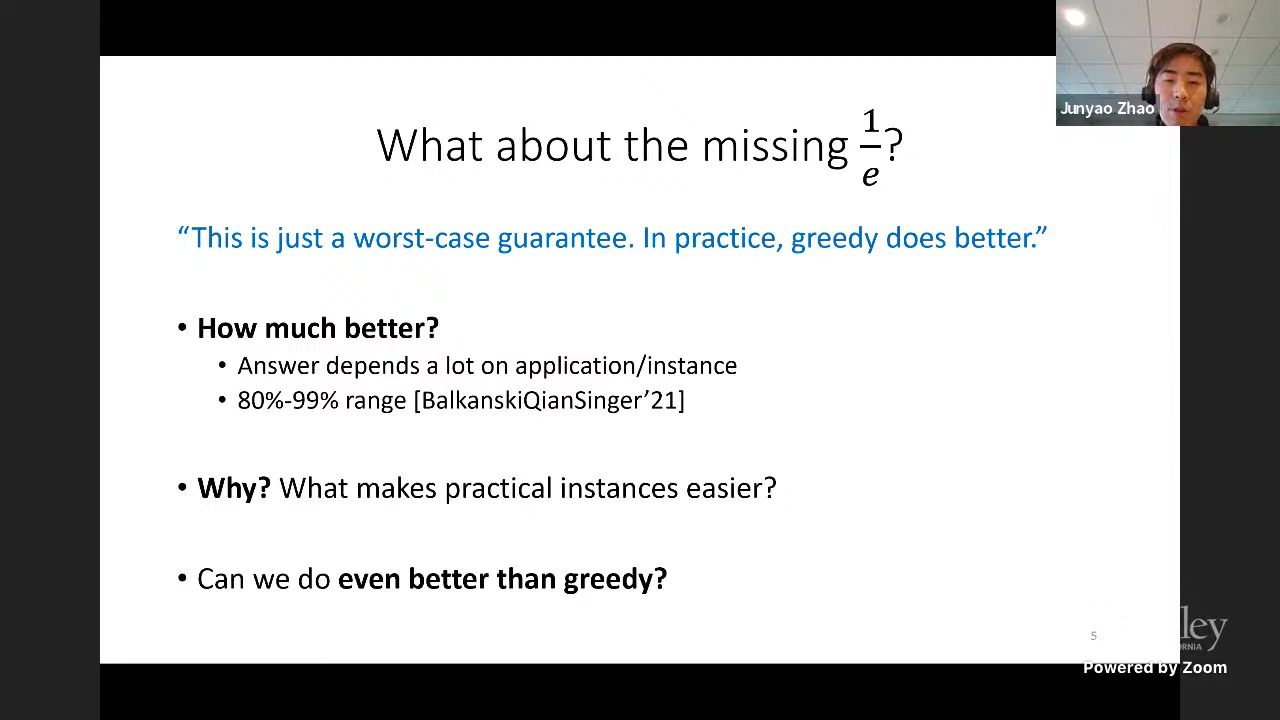 Junyao Zhao
What about the missing 1/e?
“This is just a worst-case guarantee. In practice, greedy does better.”
• How much better?
• Answer depends a lot on application/instance
• 80%-99% range [BalkanskiQianSinger’21]
• Why? What makes practical instances easier?
• Can we do even better than greedy?
5
Powered by Zoom